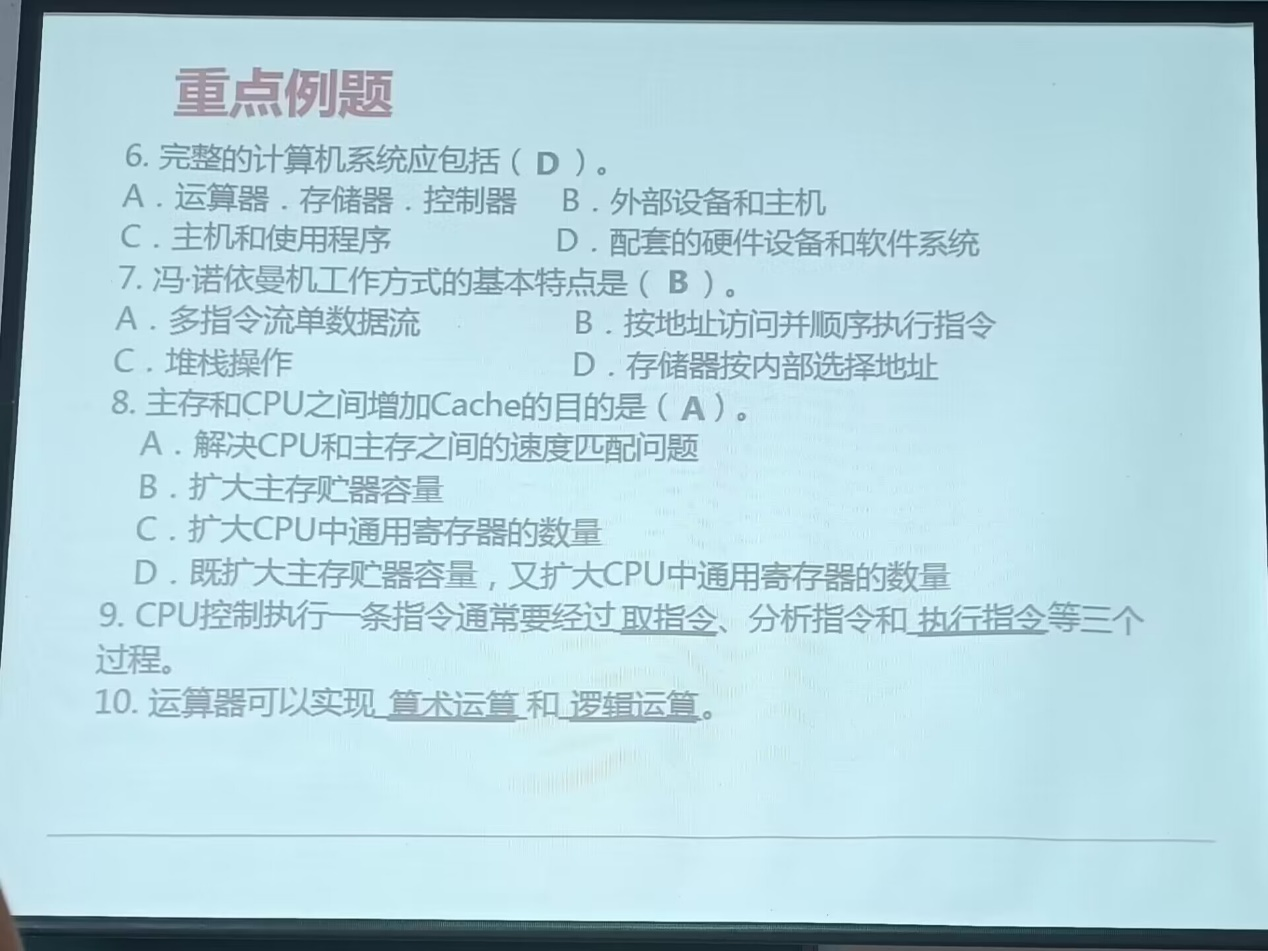 重点例题
6. 完整的计算机系统应包括（ D ）。
A．运算器．存储器．控制器 B．外部设备和主机
C．主机和使用程序 D．配套的硬件设备和软件系统
7. 冯·诺依曼机工作方式的基本特点是（ B ）。
A．多指令流单数据流 B．按地址访问并顺序执行指令
C．堆栈操作 D．存储器按内部选择地址
8. 主存和CPU之间增加Cache的目的是（ A ）。
A．解决CPU和主存之间的速度匹配问题
B．扩大主存贮器容量
C．扩大CPU中通用寄存器的数量
D．既扩大主存贮器容量，又扩大CPU中通用寄存器的数量
9. CPU控制执行一条指令通常要经过 取指令、分析指令和 执行指令等三个
过程。
10. 运算器可以实现 算术运算 和 逻辑运算。